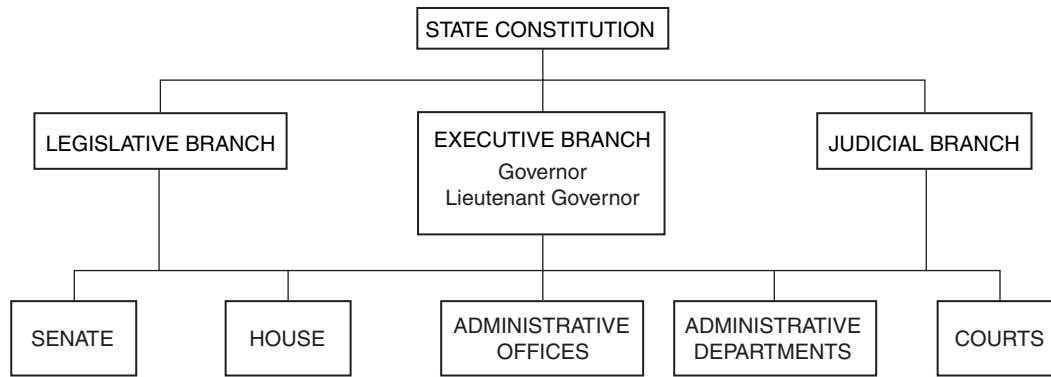 STATE CONSTITUTION
LEGISLATIVE BRANCH
EXECUTIVE BRANCH
Governor
Lieutenant Governor
JUDICIAL BRANCH
SENATE
HOUSE
ADMINISTRATIVE
OFFICES
ADMINISTRATIVE
DEPARTMENTS
COURTS